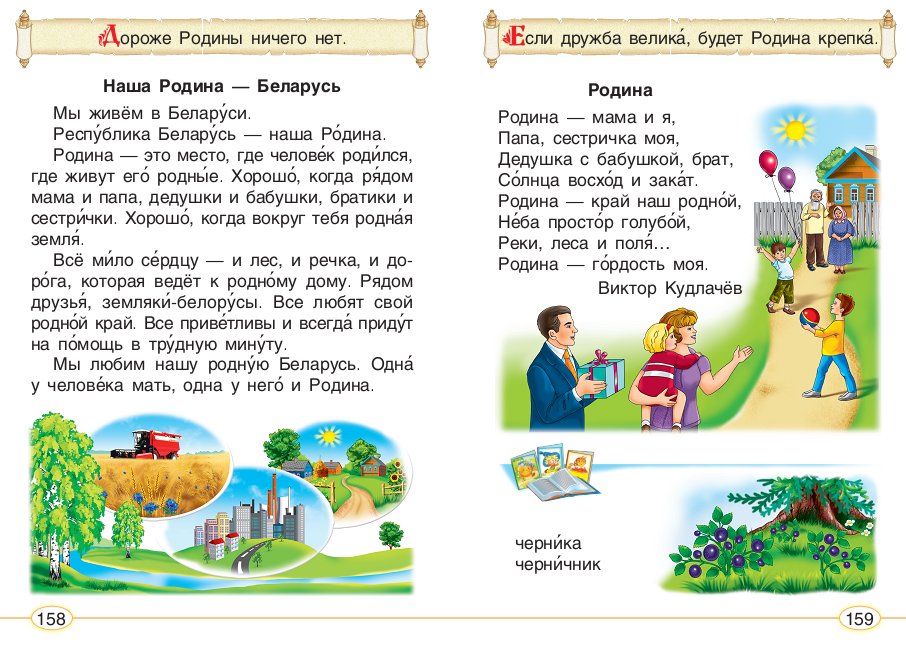 Дороже Родины ничего нет.
Наша Родина — Беларусь
Мы живём в Белару́си.
Респу́блика Белару́сь — наша Ро́дина.
Родина — это место, где челове́к роди́лся,
где живут его́ родны́е. Хорошо́, когда ря́дом
мама и папа, дедушки и бабушки, братики и
сестри́чки. Хорошо́, когда вокруг тебя родна́я
земля́.
Всё ми́ло се́рдцу — и лес, и речка, и до-
ро́га, которая ведёт к родно́му дому. Рядом
друзья́, земляки́-белору́сы. Все любят свой
родно́й край. Все приве́тливы и всегда́ приду́т
на по́мощь в тру́дную мину́ту.
Мы любим нашу родну́ю Беларусь. Одна́
у челове́ка мать, одна у него́ и Родина.
158
Если дружба велика́, будет Родина крепка́.
Родина
Родина — мама и я,
Папа, сестричка моя,
Дедушка с бабушкой, брат,
Со́лнца восхо́д и зака́т.
Родина — край наш родно́й,
Не́ба просто́р голубо́й,
Реки, леса и поля́...
Родина — го́рдость моя.
Виктор Кудлачёв
черни́ка
черни́чник
159